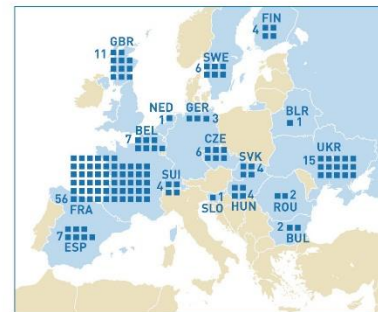 FIN
4
GBR
11
SWE
6
NED
1
GER
3
BLR
1
BEL
7
CZE
6
UKR
15
SVK
4
SUI
4
56
FRA
SLO
1
HUN
4
2
ROU
7
ESP
2
BUL